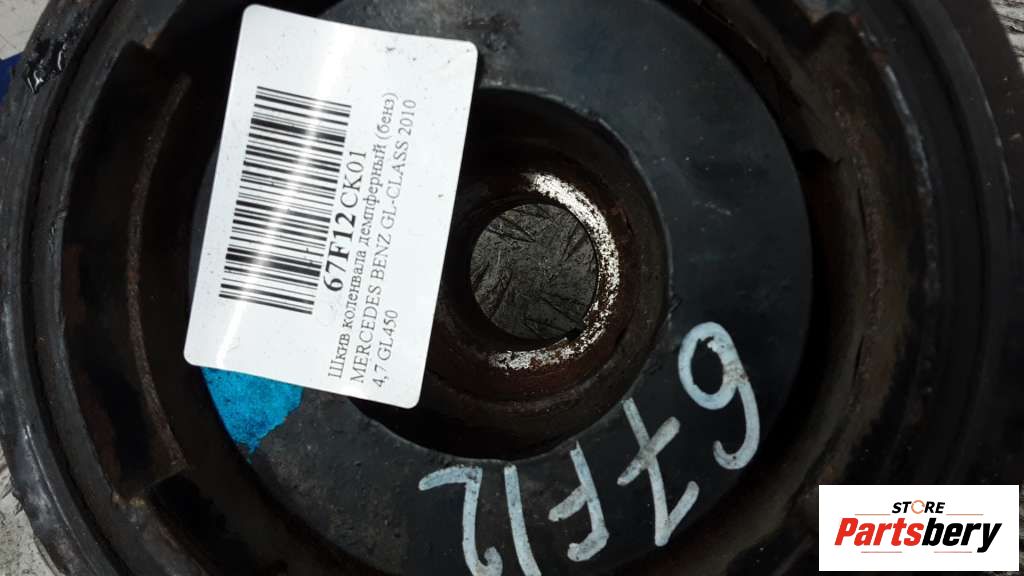 67F12CK01
Шкив коленвала демпферный (бенз)
MERCEDES BENZ GL-CLASS 2010
4,7 GL450
67F12
STORE
Partsbery